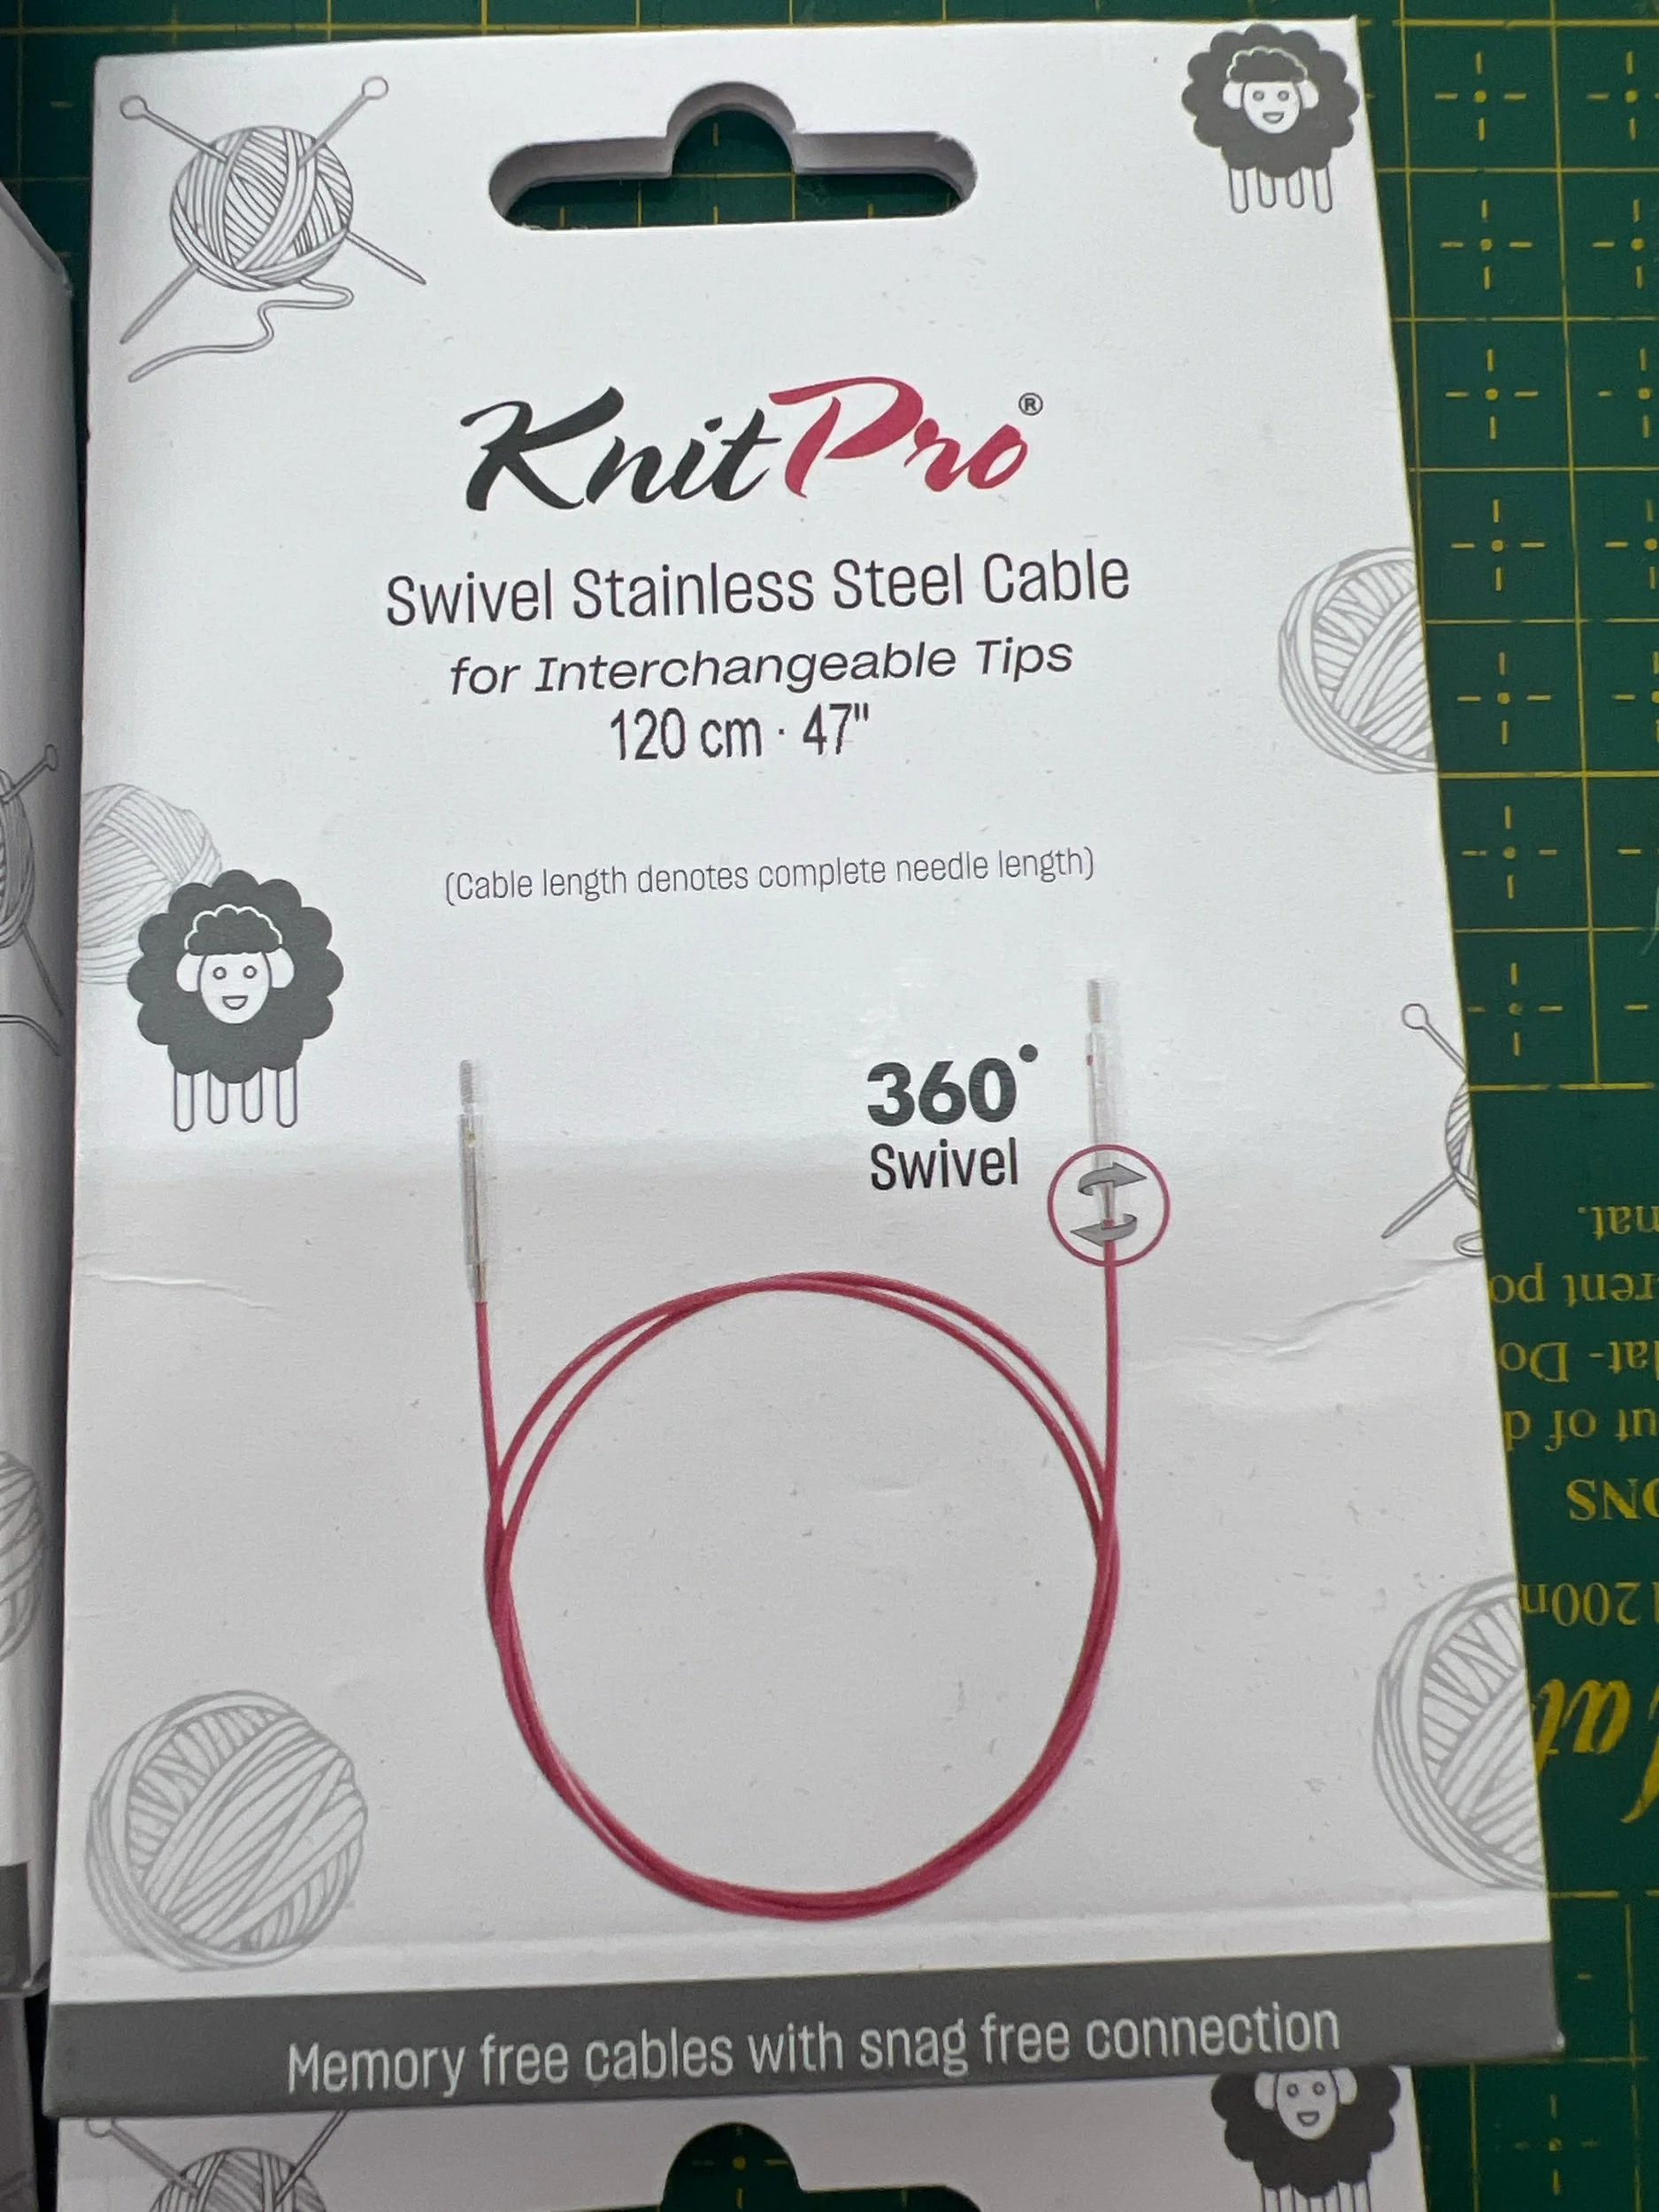 KnitPro®
Swivel Stainless Steel Cable
for Interchangeable Tips
120 cm · 47"
(Cable length denotes complete needle length)
360°
Swivel
Memory free cables with snag free connection